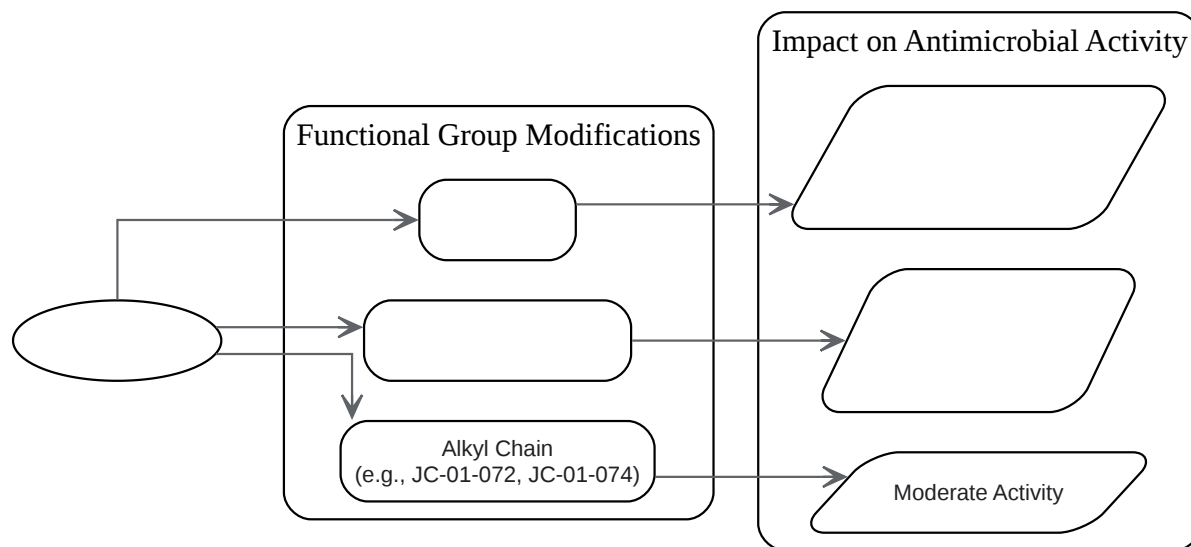 Impact on Antimicrobial Activity
Functional Group Modifications
Alkyl Chain
(e.g., JC-01-072, JC-01-074)
Moderate Activity